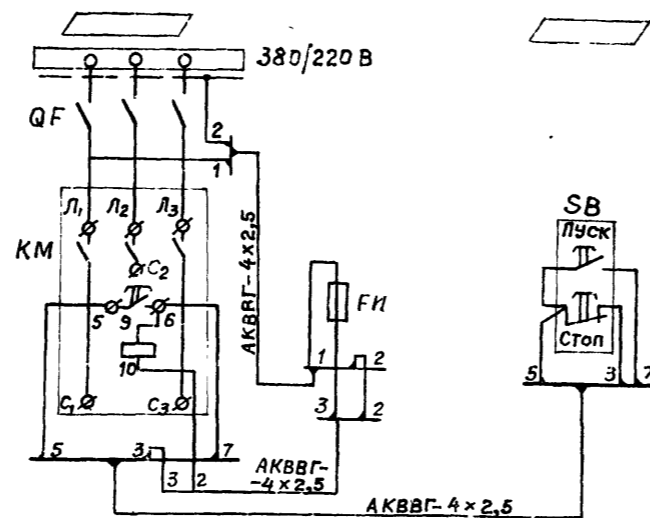 380/220 В
QF
2
1
Л₁ Л₂ Л₃
КМ
С₂
5 9 6
10
С₁ С₃
АКВВГ-4×2,5
FИ
1 2
3 2
SB
Пуск
Стоп
5 3 7
5 3 7
3 2
АКВВГ-
-4×2,5
АКВВГ-4×2,5